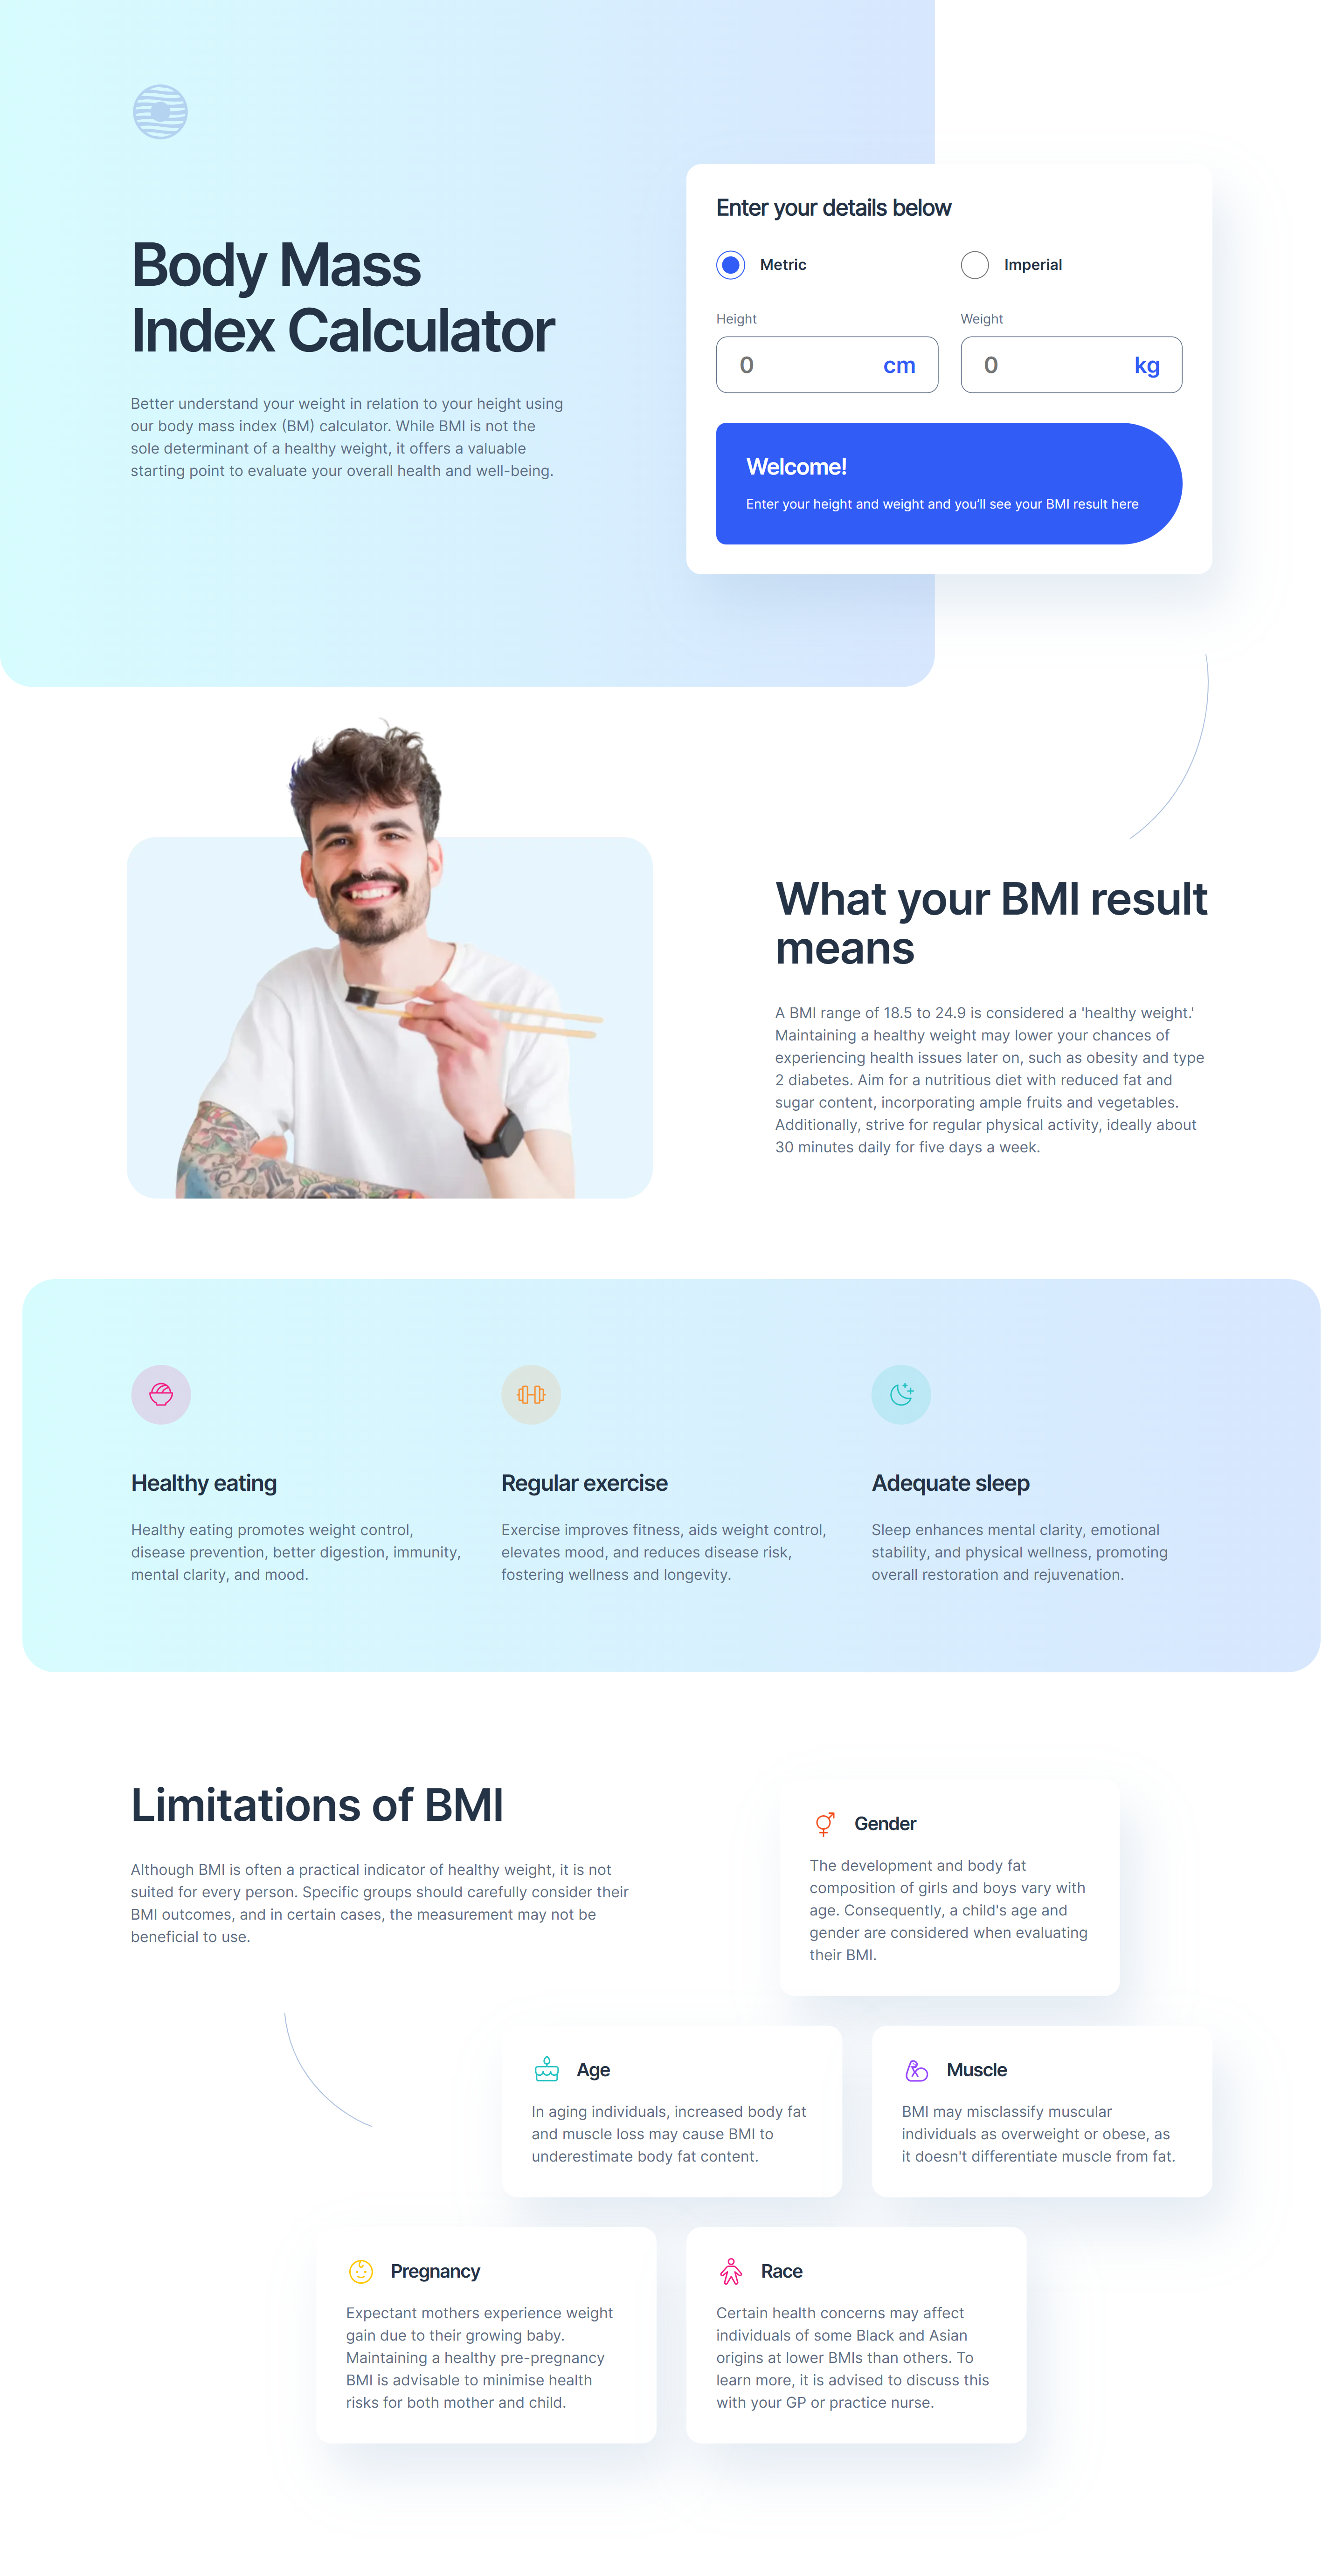 Body Mass
Index Calculator
Better understand your weight in relation to your height using
our body mass index (BM) calculator. While BMI is not the
sole determinant of a healthy weight, it offers a valuable
starting point to evaluate your overall health and well-being.
Enter your details below
Metric
Imperial
Height
Weight
0 cm
0 kg
Welcome!
Enter your height and weight and you’ll see your BMI result here
What your BMI result
means
A BMI range of 18.5 to 24.9 is considered a 'healthy weight.'
Maintaining a healthy weight may lower your chances of
experiencing health issues later on, such as obesity and type
2 diabetes. Aim for a nutritious diet with reduced fat and
sugar content, incorporating ample fruits and vegetables.
Additionally, strive for regular physical activity, ideally about
30 minutes daily for five days a week.
Healthy eating
Healthy eating promotes weight control,
disease prevention, better digestion, immunity,
mental clarity, and mood.
Regular exercise
Exercise improves fitness, aids weight control,
elevates mood, and reduces disease risk,
fostering wellness and longevity.
Adequate sleep
Sleep enhances mental clarity, emotional
stability, and physical wellness, promoting
overall restoration and rejuvenation.
Limitations of BMI
Although BMI is often a practical indicator of healthy weight, it is not
suited for every person. Specific groups should carefully consider their
BMI outcomes, and in certain cases, the measurement may not be
beneficial to use.
Gender
The development and body fat
composition of girls and boys vary with
age. Consequently, a child's age and
gender are considered when evaluating
their BMI.
Age
In aging individuals, increased body fat
and muscle loss may cause BMI to
underestimate body fat content.
Muscle
BMI may misclassify muscular
individuals as overweight or obese, as
it doesn't differentiate muscle from fat.
Pregnancy
Expectant mothers experience weight
gain due to their growing baby.
Maintaining a healthy pre-pregnancy
BMI is advisable to minimise health
risks for both mother and child.
Race
Certain health concerns may affect
individuals of some Black and Asian
origins at lower BMIs than others. To
learn more, it is advised to discuss this
with your GP or practice nurse.